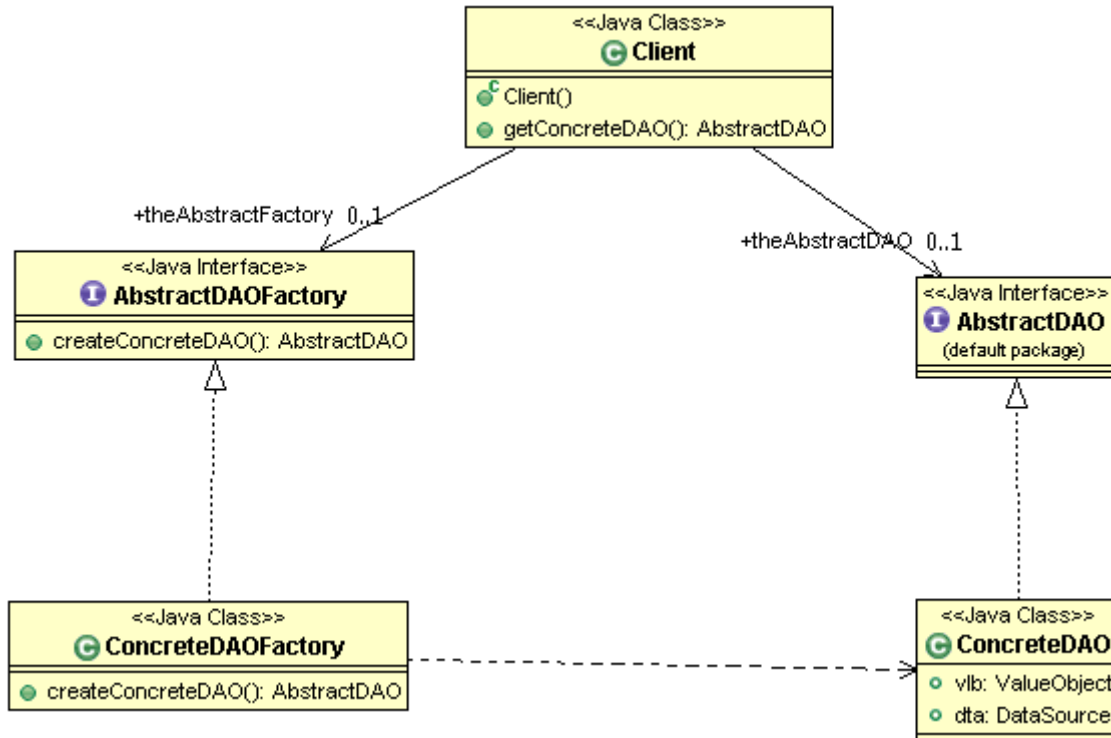 <<Java Class>>
C Client
C Client()
getConcreteDAO(): AbstractDAO
+theAbstractFactory 0..1
+theAbstractDAO 0..1
<<Java Interface>>
I AbstractDAOFactory
createConcreteDAO(): AbstractDAO
<<Java Interface>>
I AbstractDAO
(default package)
<<Java Class>>
C ConcreteDAOFactory
createConcreteDAO(): AbstractDAO
<<Java Class>>
C ConcreteDAO
vlb: ValueObject
dta: DataSource